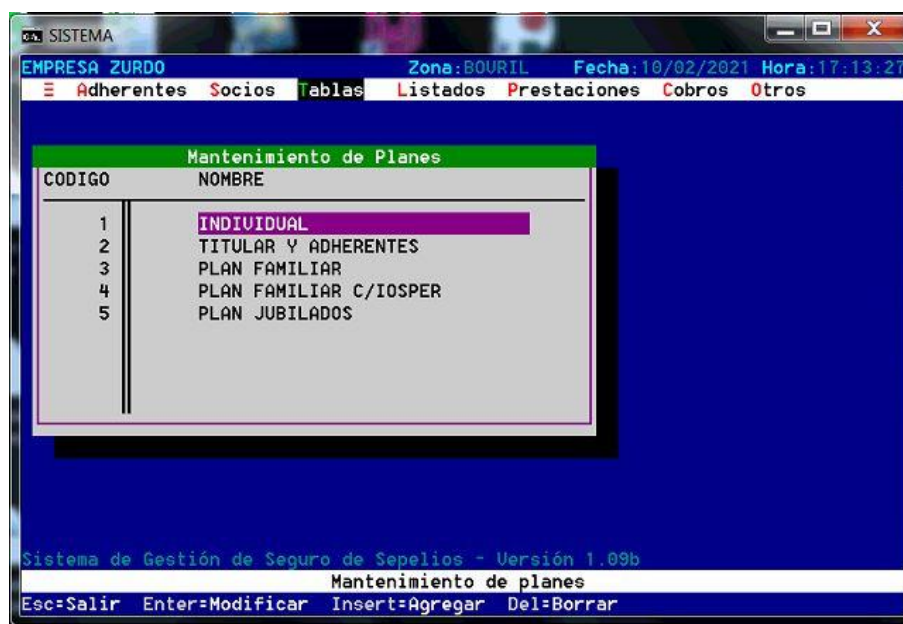 SISTEMA
EMPRESA ZURDO Zona:BOVRIL Fecha:10/02/2021 Hora:17:13:27
≡ Adherentes Socios Tablas Listados Prestaciones Cobros Otros
Mantenimiento de Planes
CODIGO NOMBRE
1 INDIVIDUAL
2 TITULAR Y ADHERENTES
3 PLAN FAMILIAR
4 PLAN FAMILIAR C/IOSPER
5 PLAN JUBILADOS
Sistema de Gestión de Seguro de Sepelios - Versión 1.09b
Mantenimiento de planes
Esc=Salir Enter=Modificar Insert=Agregar Del=Borrar